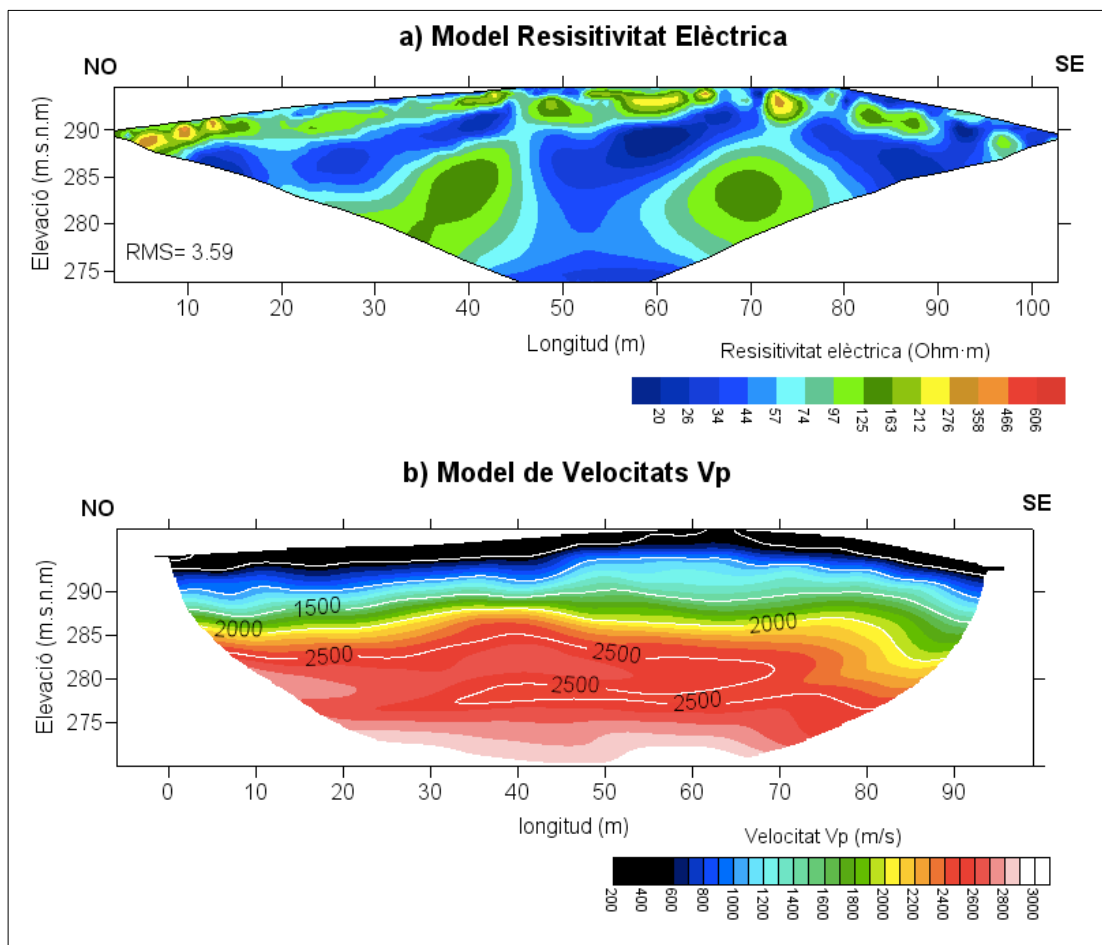 a) Model Resisitivitat Elèctrica
NO
SE
Elevació (m.s.n.m)
290
285
280
275
RMS= 3.59
10 20 30 40 50 60 70 80 90 100
Longitud (m)
Resisitivitat elèctrica (Ohm·m)
20 26 34 44 57 74 97 125 163 212 276 358 466 606
b) Model de Velocitats Vp
NO
SE
Elevació (m.s.n.m)
290
285
280
275
1500
2000
2000
2500
2500
2500
2500
0 10 20 30 40 50 60 70 80 90
longitud (m)
Velocitat Vp (m/s)
200 400 600 800 1000 1200 1400 1600 1800 2000 2200 2400 2600 2800 3000